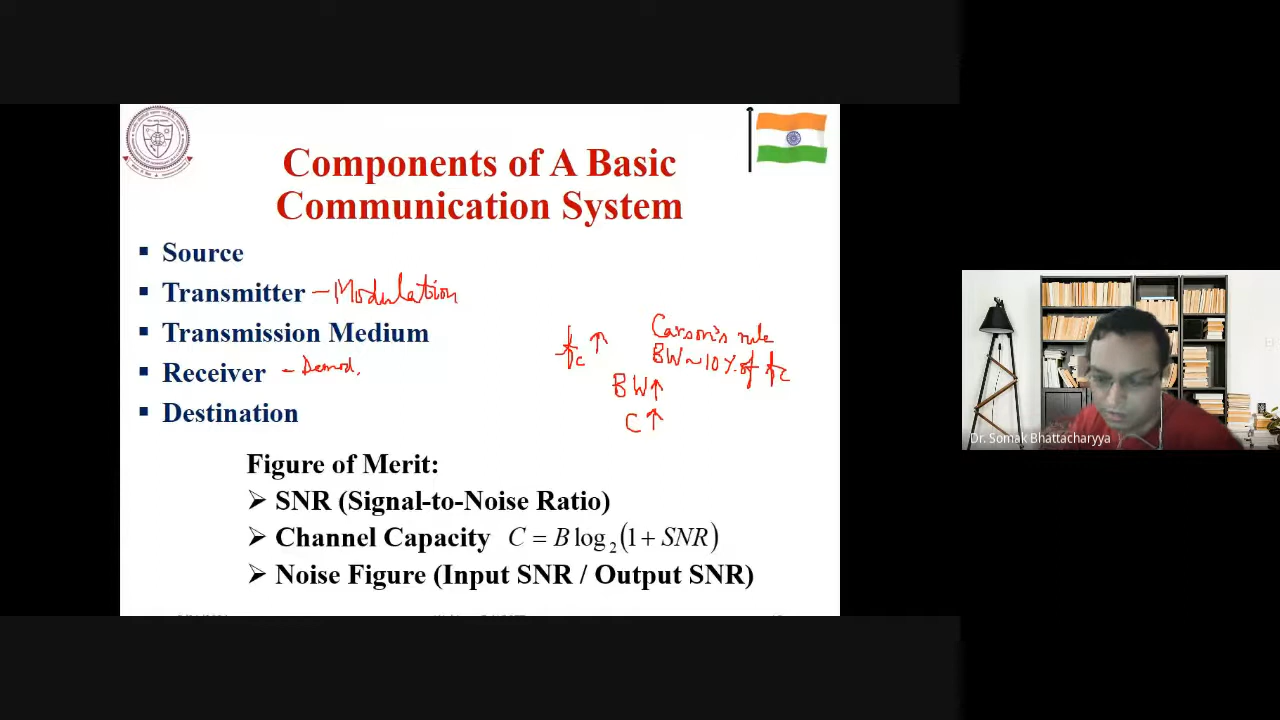 Components of A Basic
Communication System
Source
Transmitter – Modulation
Transmission Medium
Receiver – Demod.
Destination
fc ↑
Carson's rule
BW ~ 10% of fc
BW ↑
C ↑
Figure of Merit:
SNR (Signal-to-Noise Ratio)
Channel Capacity C = B log₂(1 + SNR)
Noise Figure (Input SNR / Output SNR)
Dr. Somak Bhattacharyya